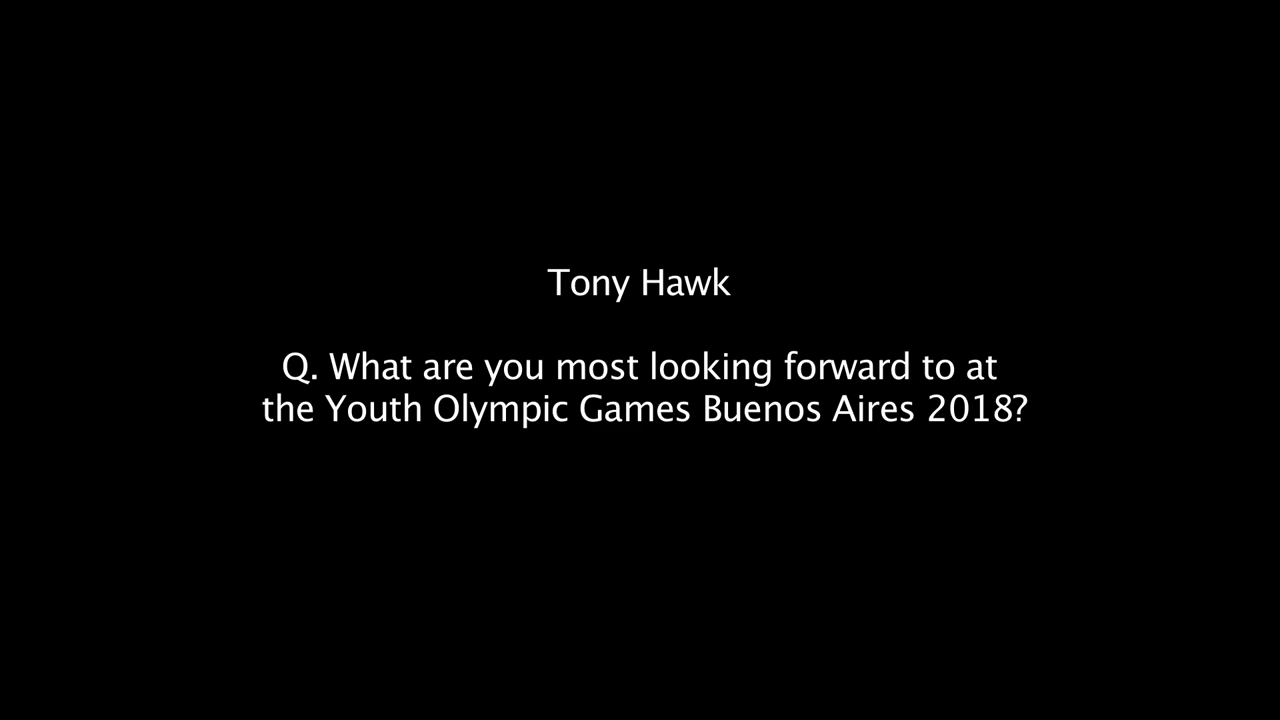 Tony Hawk
Q. What are you most looking forward to at
the Youth Olympic Games Buenos Aires 2018?